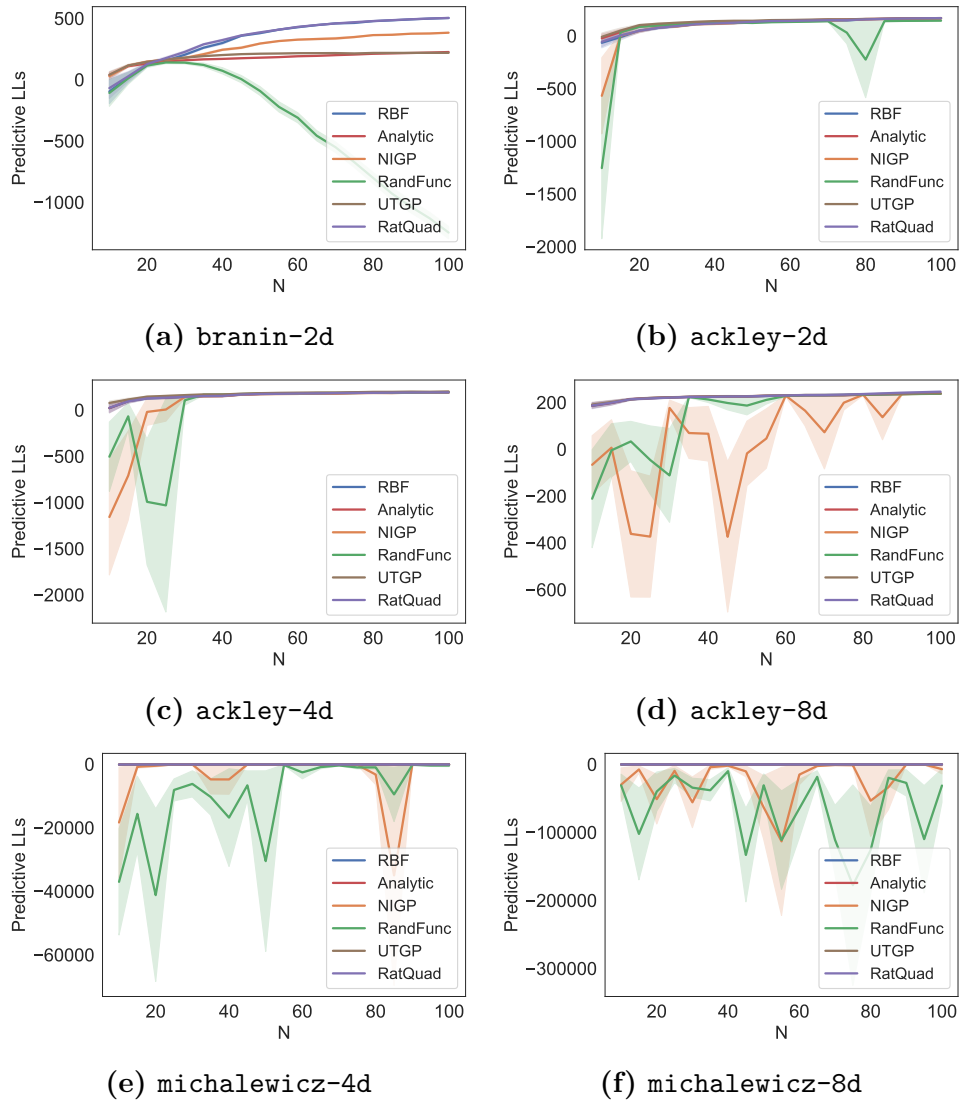 500
0
−500
−1000
Predictive LLs
RBF
Analytic
NIGP
RandFunc
UTGP
RatQuad
20 40 60 80 100
N
(a) branin-2d
0
−500
−1000
−1500
−2000
Predictive LLs
RBF
Analytic
NIGP
RandFunc
UTGP
RatQuad
20 40 60 80 100
N
(b) ackley-2d
0
−500
−1000
−1500
−2000
Predictive LLs
RBF
Analytic
NIGP
RandFunc
UTGP
RatQuad
20 40 60 80 100
N
(c) ackley-4d
200
0
−200
−400
−600
Predictive LLs
RBF
Analytic
NIGP
RandFunc
UTGP
RatQuad
20 40 60 80 100
N
(d) ackley-8d
0
−20000
−40000
−60000
Predictive LLs
RBF
Analytic
NIGP
RandFunc
UTGP
RatQuad
20 40 60 80 100
N
(e) michalewicz-4d
0
−100000
−200000
−300000
Predictive LLs
RBF
Analytic
NIGP
RandFunc
UTGP
RatQuad
20 40 60 80 100
N
(f) michalewicz-8d